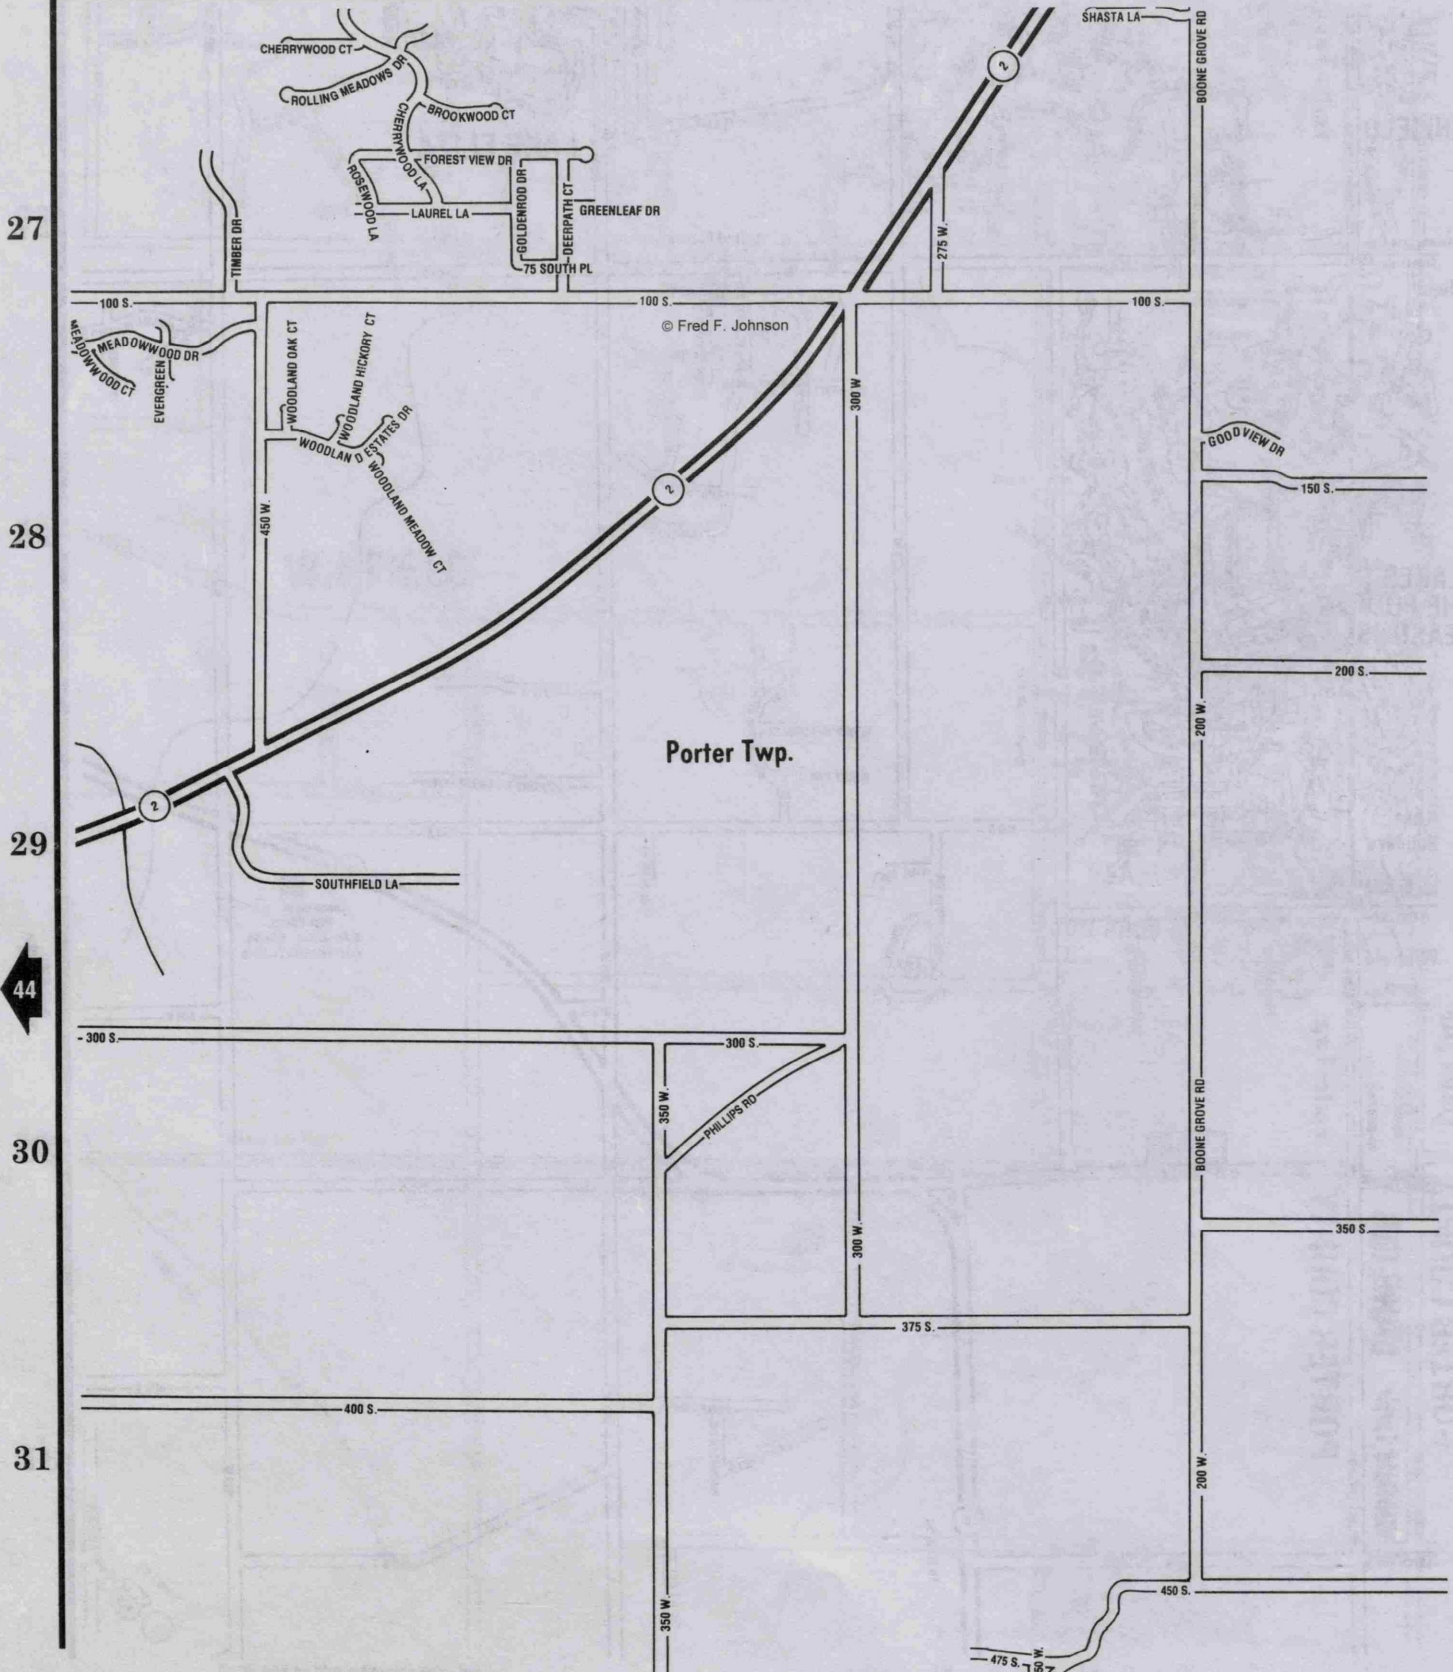 SHASTA LA
BOONE GROVE RD
2
CHERRYWOOD CT
ROLLING MEADOWS DR
BROOKWOOD CT
CHERRYWOOD LA
FOREST VIEW DR
ROSEWOOD LA
LAUREL LA
GOLDENROD DR
DEERPATH CT
GREENLEAF DR
27
TIMBER DR
275 W.
75 SOUTH PL
100 S.
100 S.
100 S.
© Fred F. Johnson
MEADOWWOOD DR
MEADOWWOOD CT
EVERGREEN
WOODLAND OAK CT
WOODLAND HICKORY CT
WOODLAND ESTATES DR
WOODLAND MEADOW CT
300 W
GOODVIEW DR
150 S.
2
450 W.
28
200 S.
200 W.
Porter Twp.
2
29
SOUTHFIELD LA
44
300 S.
300 S.
350 W.
PHILLIPS RD
BOONE GROVE RD
30
300 W.
350 S.
375 S.
400 S.
31
200 W.
450 S.
350 W.
475 S.